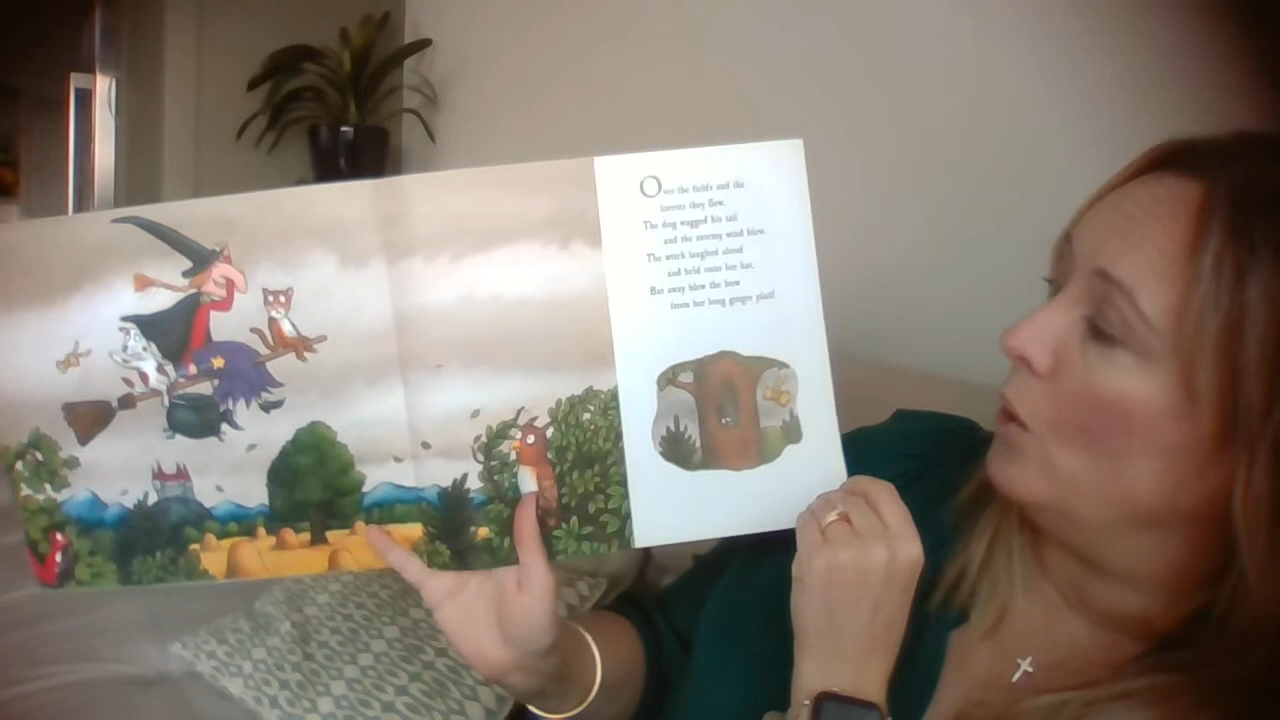 Over the fields and the
forests they flew.
The dog wagged his tail
and the stormy wind blew.
The witch laughed aloud
and held onto her hat,
But away blew the bow
from her long ginger plait!